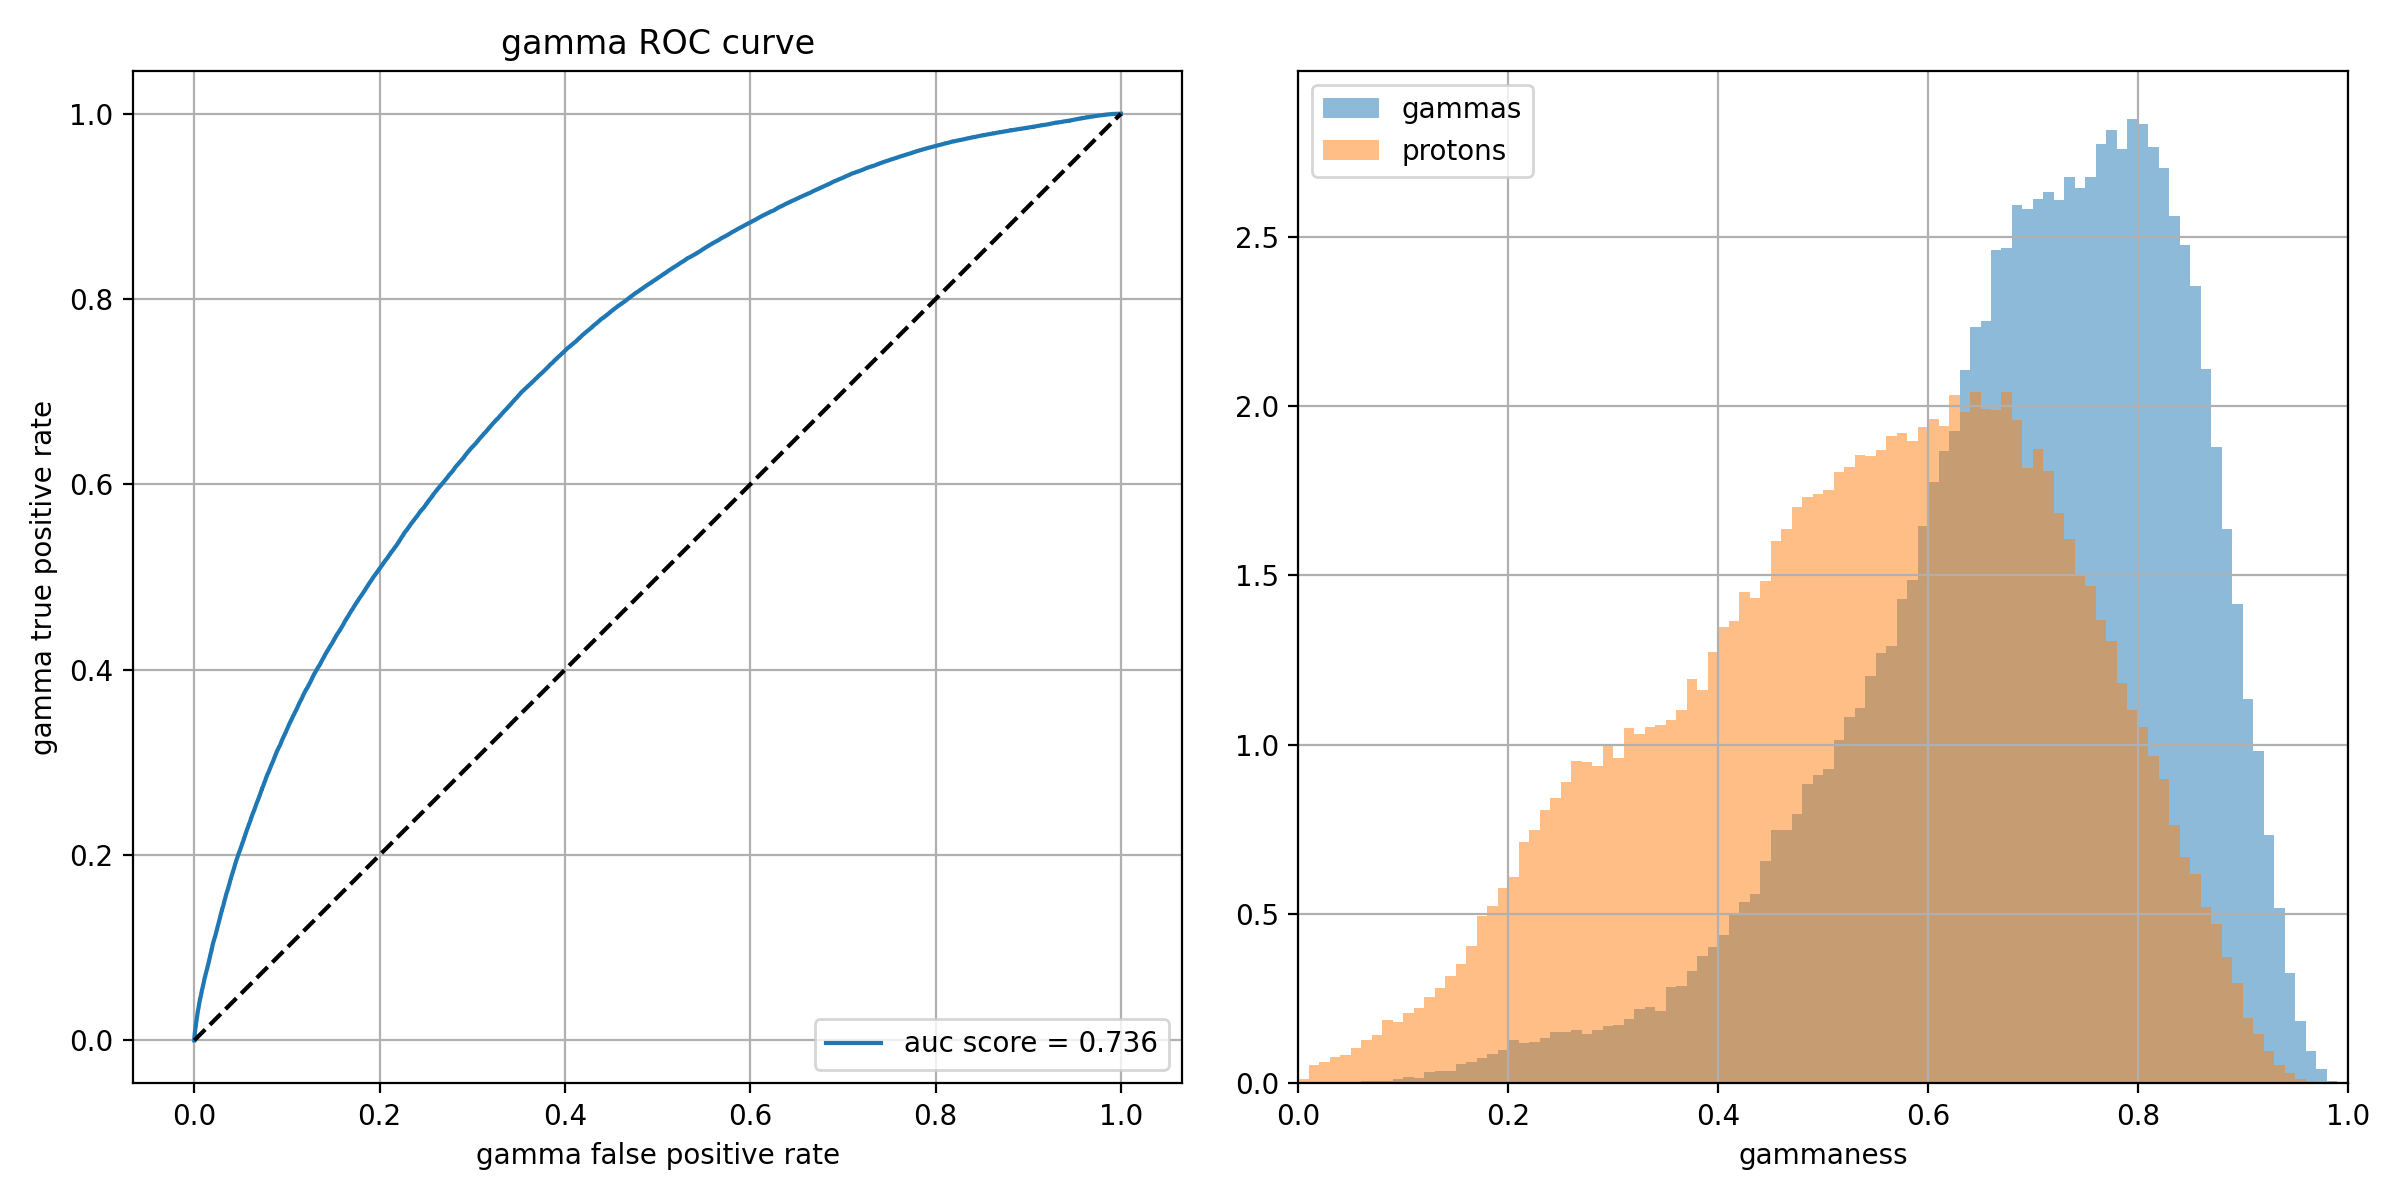 gamma ROC curve
1.0
0.8
0.6
0.4
0.2
0.0
gamma true positive rate
0.0 0.2 0.4 0.6 0.8 1.0
gamma false positive rate
auc score = 0.736
gammas
protons
2.5
2.0
1.5
1.0
0.5
0.0
0.0 0.2 0.4 0.6 0.8 1.0
gammaness